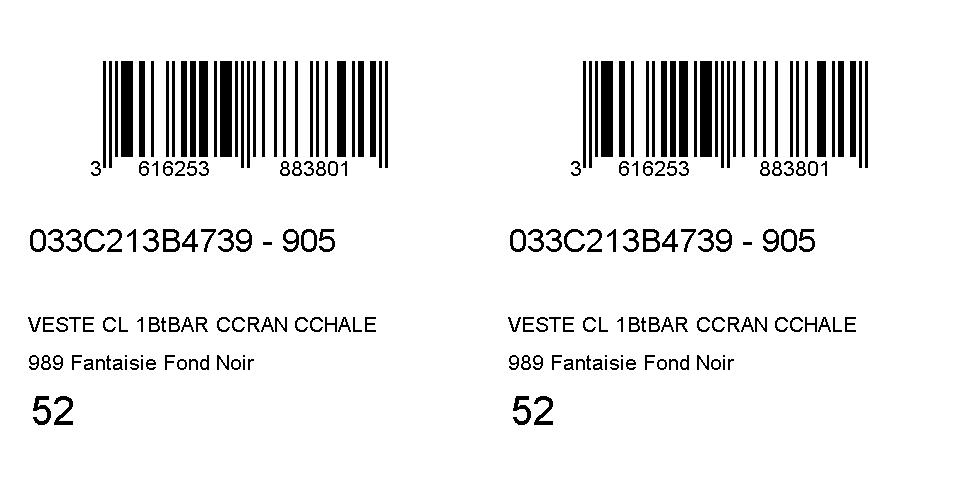 3 616253 883801
033C213B4739 - 905
VESTE CL 1BtBAR CCRAN CCHALE
989 Fantaisie Fond Noir
52
3 616253 883801
033C213B4739 - 905
VESTE CL 1BtBAR CCRAN CCHALE
989 Fantaisie Fond Noir
52